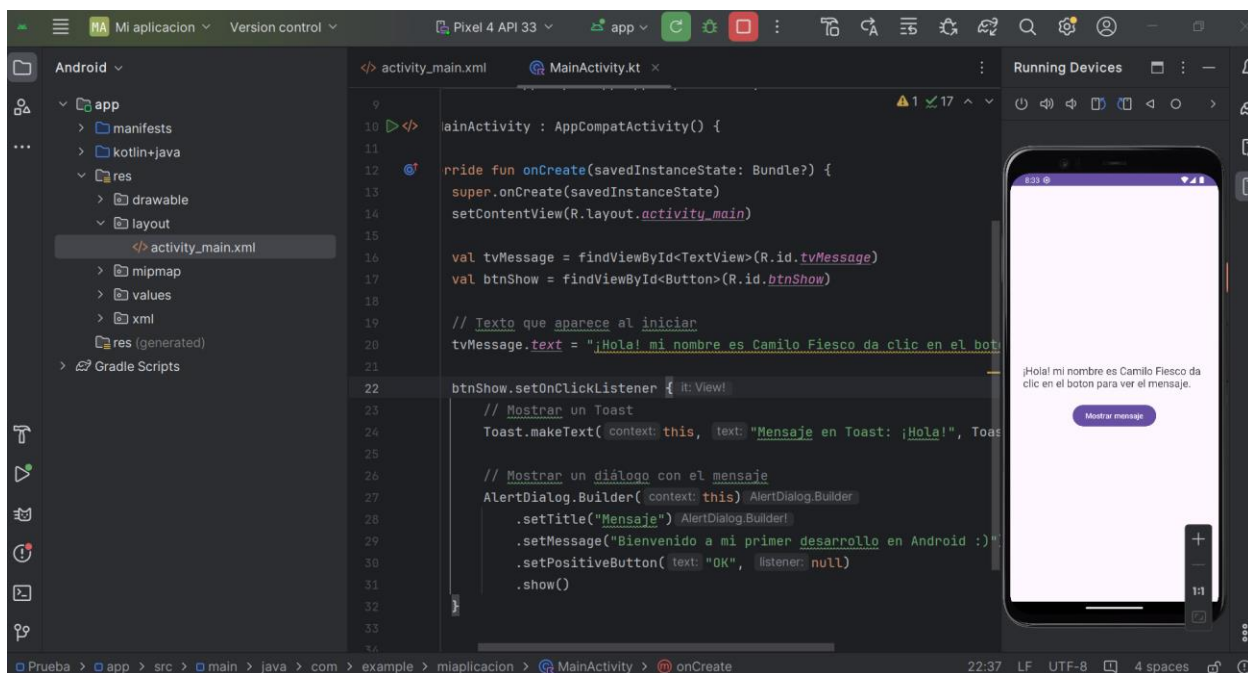 MA Mi aplicacion Version control Pixel 4 API 33 app
Android
app
manifests
kotlin+java
res
drawable
layout
activity_main.xml
mipmap
values
xml
res (generated)
Gradle Scripts
activity_main.xml MainActivity.kt
1 17
9
10 ainActivity : AppCompatActivity() {
11
12 rride fun onCreate(savedInstanceState: Bundle?) {
13 super.onCreate(savedInstanceState)
14 setContentView(R.layout.activity_main)
15
16 val tvMessage = findViewById<TextView>(R.id.tvMessage)
17 val btnShow = findViewById<Button>(R.id.btnShow)
18
19 // Texto que aparece al iniciar
20 tvMessage.text = "¡Hola! mi nombre es Camilo Fiesco da clic en el bot
21
22 btnShow.setOnClickListener { it: View!
23 // Mostrar un Toast
24 Toast.makeText( context: this, text: "Mensaje en Toast: ¡Hola!", Toas
25
26 // Mostrar un diálogo con el mensaje
27 AlertDialog.Builder( context: this) AlertDialog.Builder
28 .setTitle("Mensaje") AlertDialog.Builder!
29 .setMessage("Bienvenido a mi primer desarrollo en Android :)"
30 .setPositiveButton( text: "OK", listener: null)
31 .show()
32 }
33
34
Running Devices
8:33
¡Hola! mi nombre es Camilo Fiesco da
clic en el boton para ver el mensaje.
Mostrar mensaje
1:1
Prueba > app > src > main > java > com > example > miaplicacion > MainActivity > onCreate 22:37 LF UTF-8 4 spaces